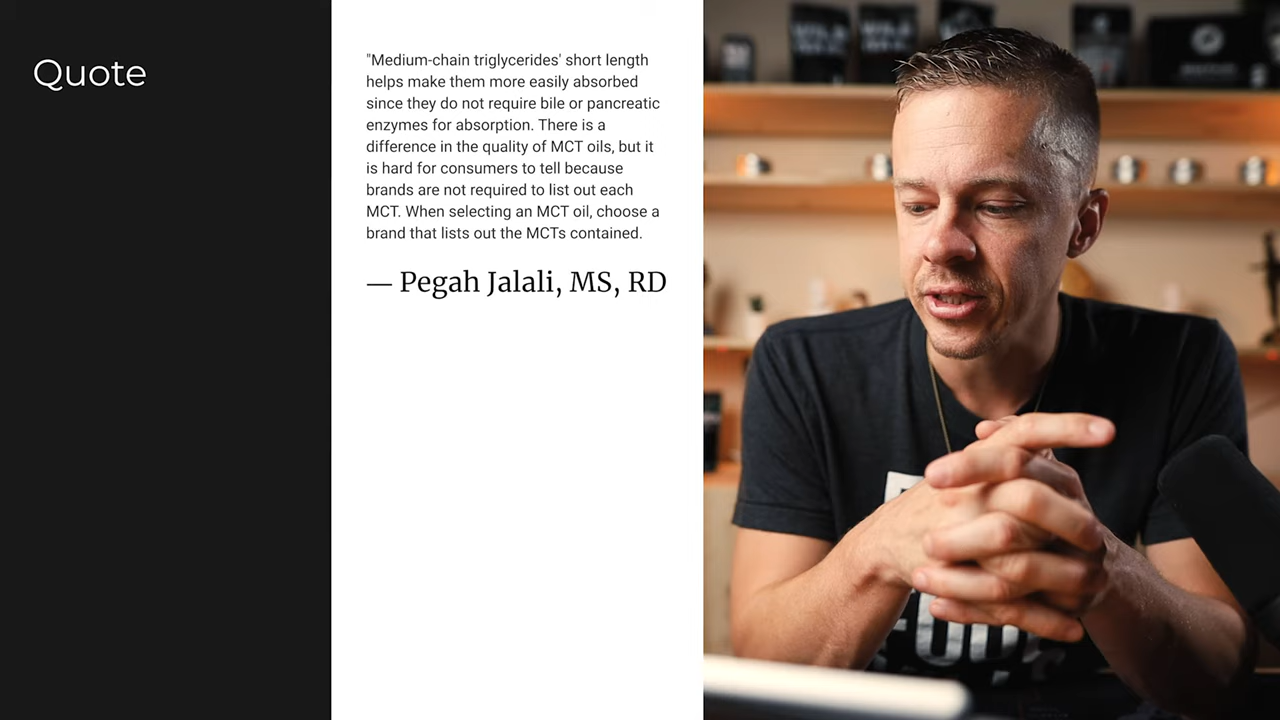 Quote
"Medium-chain triglycerides' short length
helps make them more easily absorbed
since they do not require bile or pancreatic
enzymes for absorption. There is a
difference in the quality of MCT oils, but it
is hard for consumers to tell because
brands are not required to list out each
MCT. When selecting an MCT oil, choose a
brand that lists out the MCTs contained.
— Pegah Jalali, MS, RD